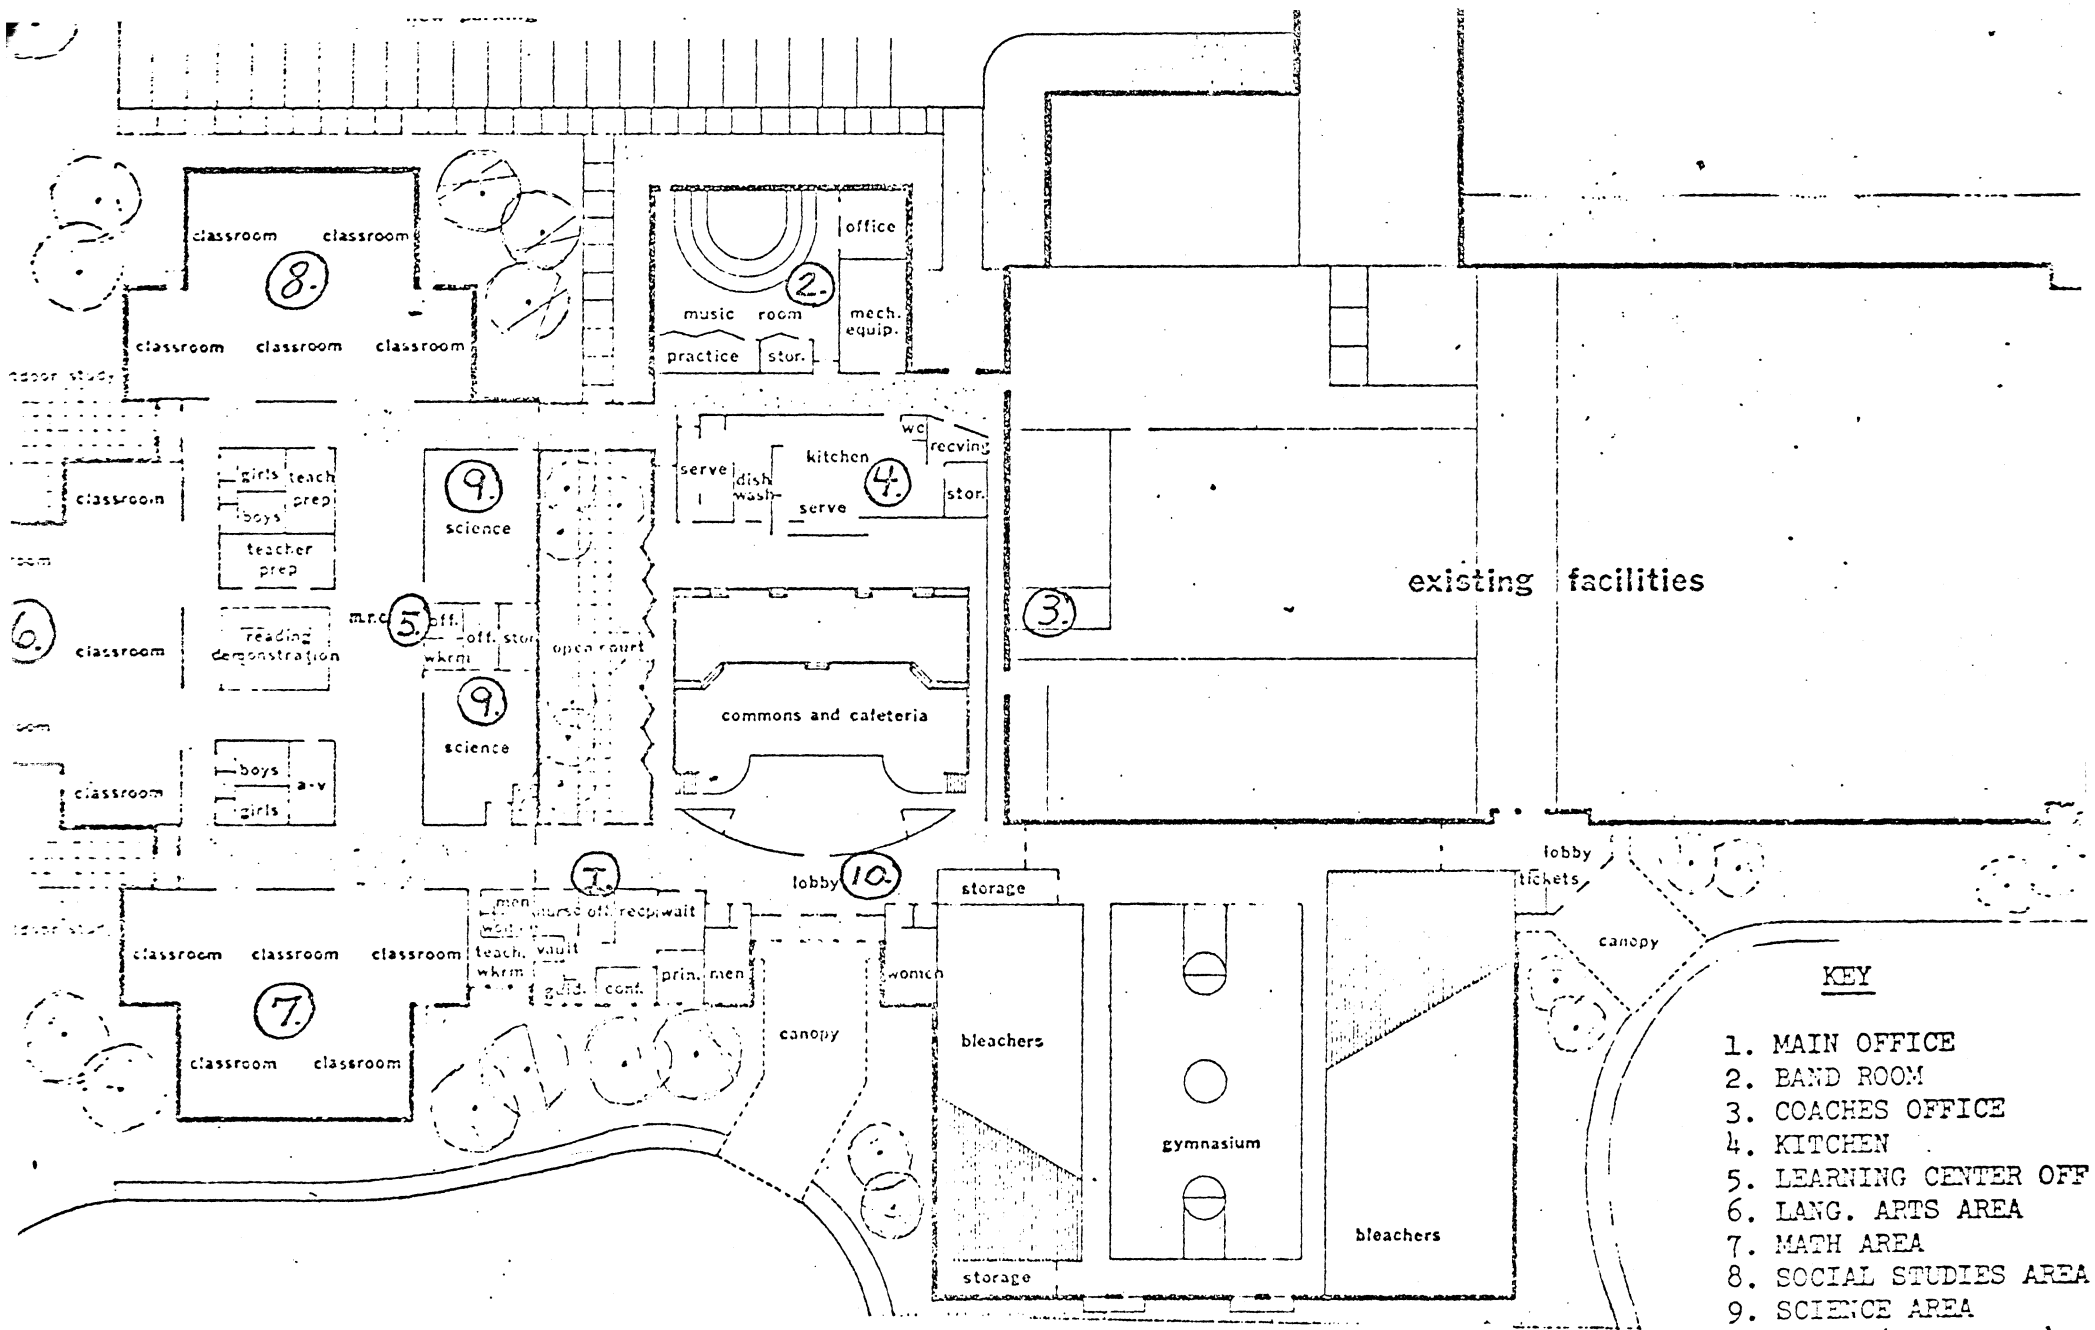 new parking
classroom classroom
8.
classroom classroom classroom
office
2.
music room
mech.
equip.
practice stor.
wc
recving
kitchen
serve
dish
wash
4.
stor.
serve
girls teach
prep
boys
teacher
prep
classroom
9.
science
existing facilities
3.
6.
classroom
reading
demonstration
m.r.c
5.
off.
off. stor
wkrm
open court
9.
science
commons and cafeteria
boys
a-v
girls
classroom
1.
lobby
10.
storage
lobby
tickets
canopy
men
nurse off. recp wait
vault
teach.
wkrm
guid. conf.
prin. men
women
classroom classroom classroom
7.
classroom classroom
canopy
bleachers
gymnasium
bleachers
storage
KEY
1. MAIN OFFICE
2. BAND ROOM
3. COACHES OFFICE
4. KITCHEN
5. LEARNING CENTER OFF
6. LANG. ARTS AREA
7. MATH AREA
8. SOCIAL STUDIES AREA
9. SCIENCE AREA